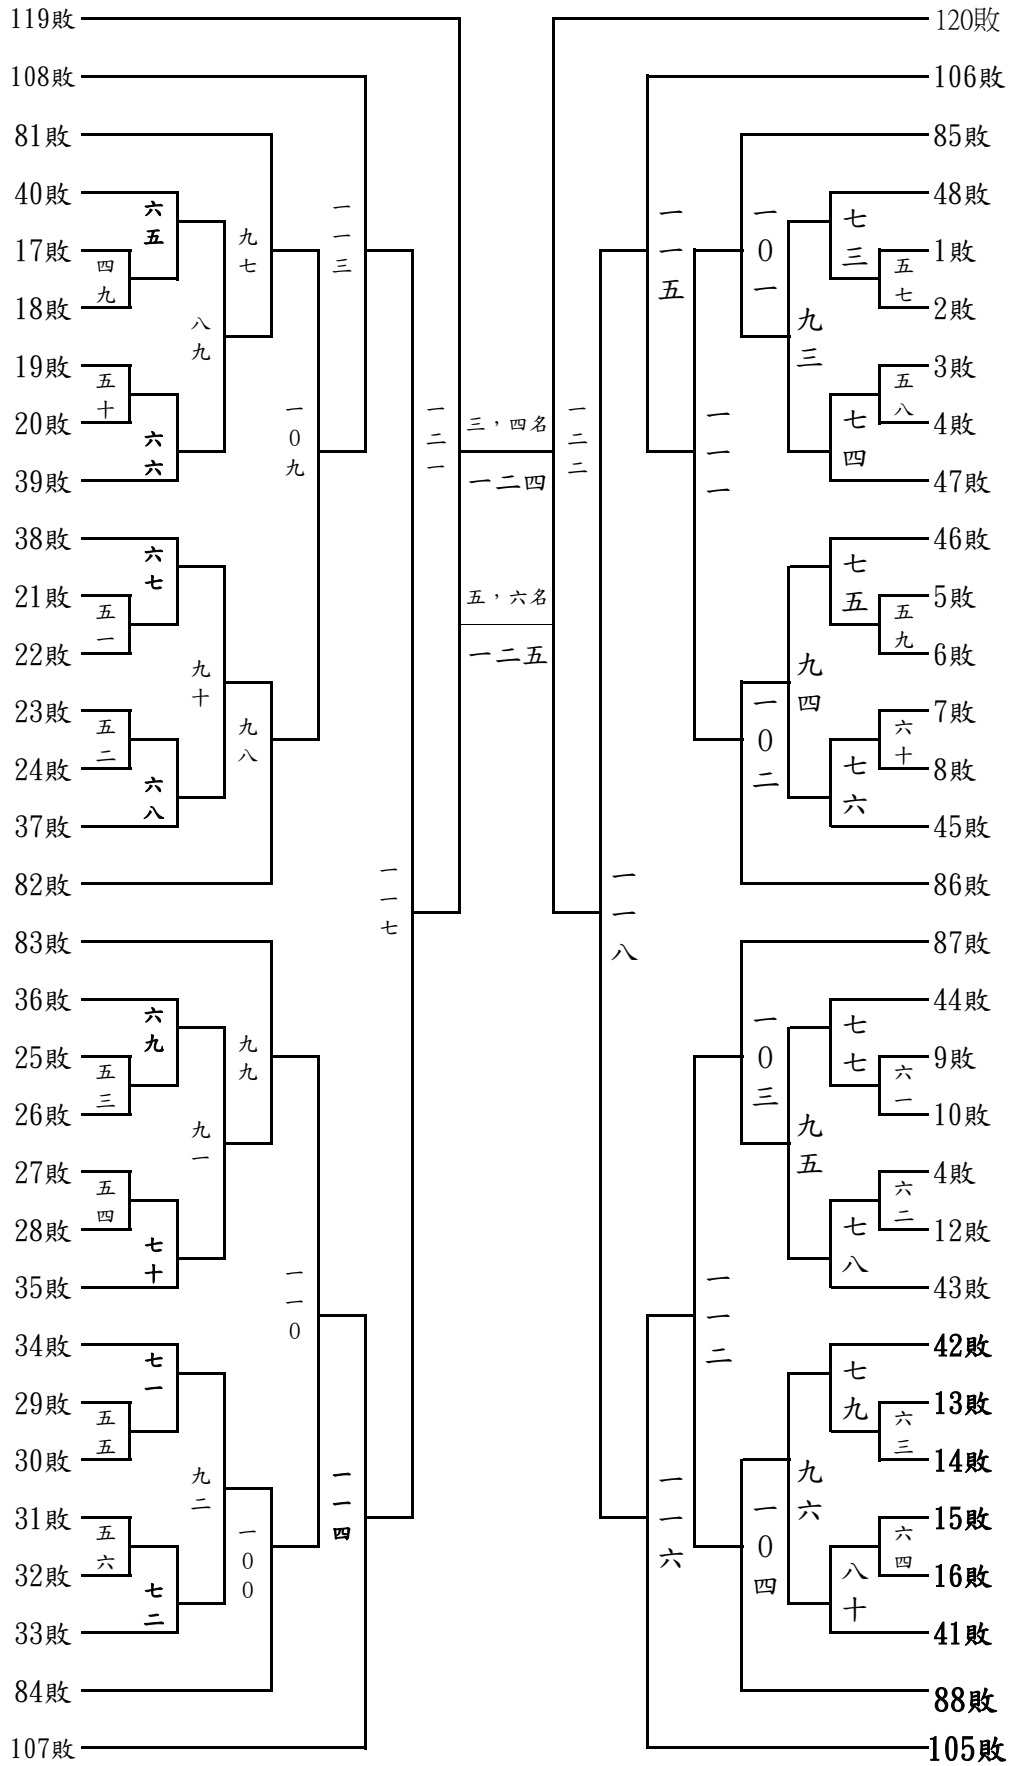 119敗
108敗
81敗
40敗
17敗
18敗
19敗
20敗
39敗
38敗
21敗
22敗
23敗
24敗
37敗
82敗
83敗
36敗
25敗
26敗
27敗
28敗
35敗
34敗
29敗
30敗
31敗
32敗
33敗
84敗
107敗
四九
五十
五一
五二
五三
五四
五五
五六
六五
六六
六七
六八
六九
七十
七一
七二
八九
九十
九一
九二
九七
九八
九九
一00
一0九
一一0
一一三
一一四
一一七
一二一
三，四名
一二四
五，六名
一二五
一二二
一一八
一一五
一一六
一一一
一一二
一0一
一0二
一0三
一0四
九三
九四
九五
九六
七三
七四
七五
七六
七七
七八
七九
八十
五七
五八
五九
六十
六一
六二
六三
六四
120敗
106敗
85敗
48敗
1敗
2敗
3敗
4敗
47敗
46敗
5敗
6敗
7敗
8敗
45敗
86敗
87敗
44敗
9敗
10敗
4敗
12敗
43敗
42敗
13敗
14敗
15敗
16敗
41敗
88敗
105敗